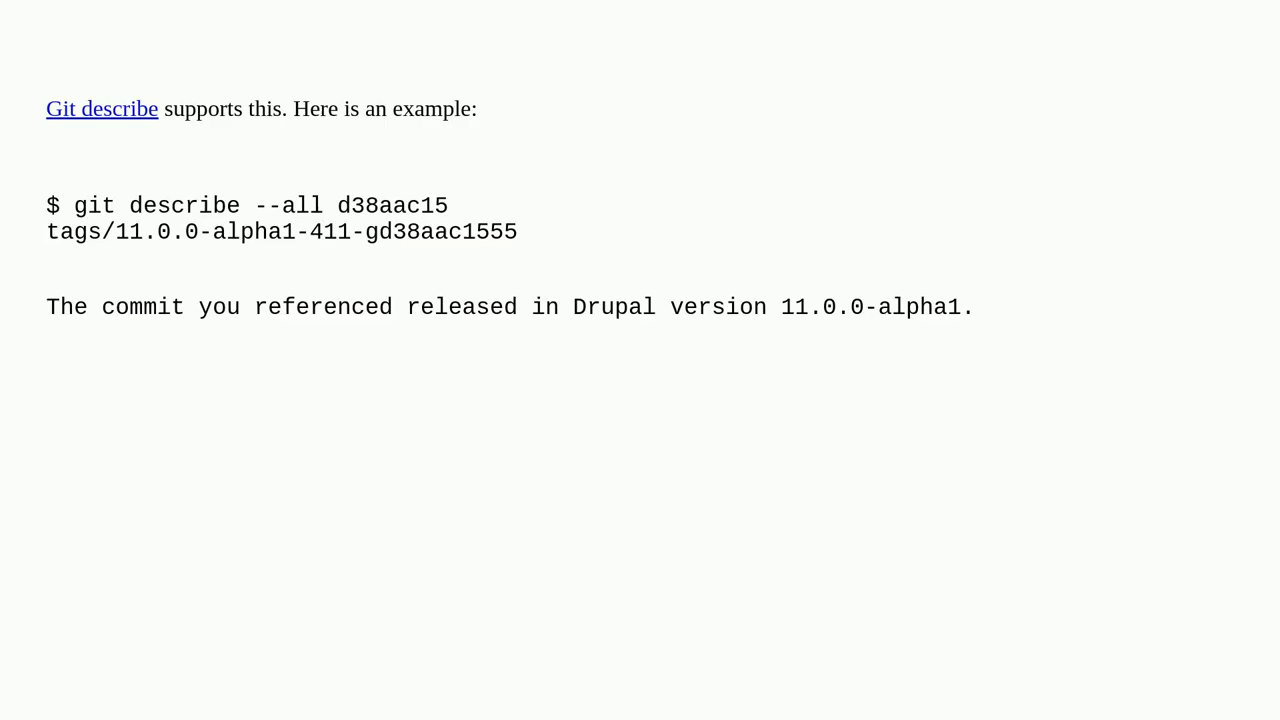 Git describe supports this. Here is an example:
$ git describe --all d38aac15
tags/11.0.0-alpha1-411-gd38aac1555
The commit you referenced released in Drupal version 11.0.0-alpha1.